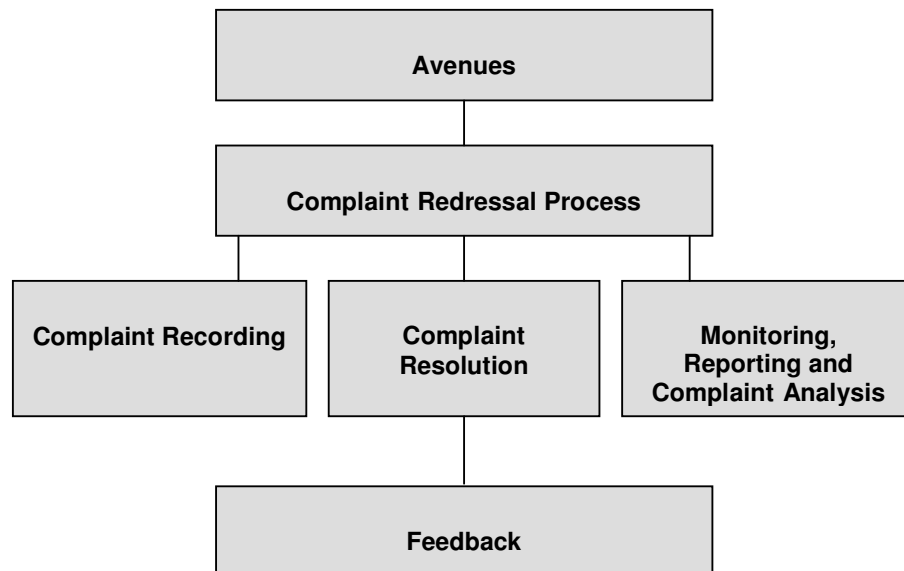 Avenues
Complaint Redressal Process
Complaint Recording
Complaint
Resolution
Monitoring,
Reporting and
Complaint Analysis
Feedback